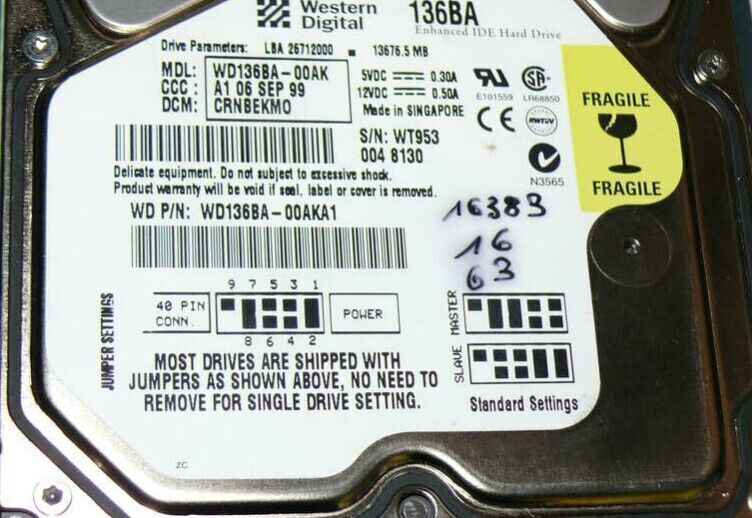 Western
Digital
136BA
Enhanced IDE Hard Drive
Drive Parameters: LBA 26712000 ■ 13676.5 MB
MDL: WD136BA-00AK
CCC: A1 06 SEP 99
DCM: CRNBEKMO
5VDC 0.30A
12VDC 0.50A
Made in SINGAPORE
E101559
LR68850
CE
RWTÜV
N3565
FRAGILE
FRAGILE
S/N: WT953
004 8130
Delicate equipment. Do not subject to excessive shock.
Product warranty will be void if seal, label or cover is removed.
WD P/N: WD136BA-00AKA1
16383
16
63
JUMPER SETTINGS
40 PIN
CONN.
9 7 5 3 1
8 6 4 2
POWER
MASTER
SLAVE
Standard Settings
MOST DRIVES ARE SHIPPED WITH
JUMPERS AS SHOWN ABOVE, NO NEED TO
REMOVE FOR SINGLE DRIVE SETTING.
ZC